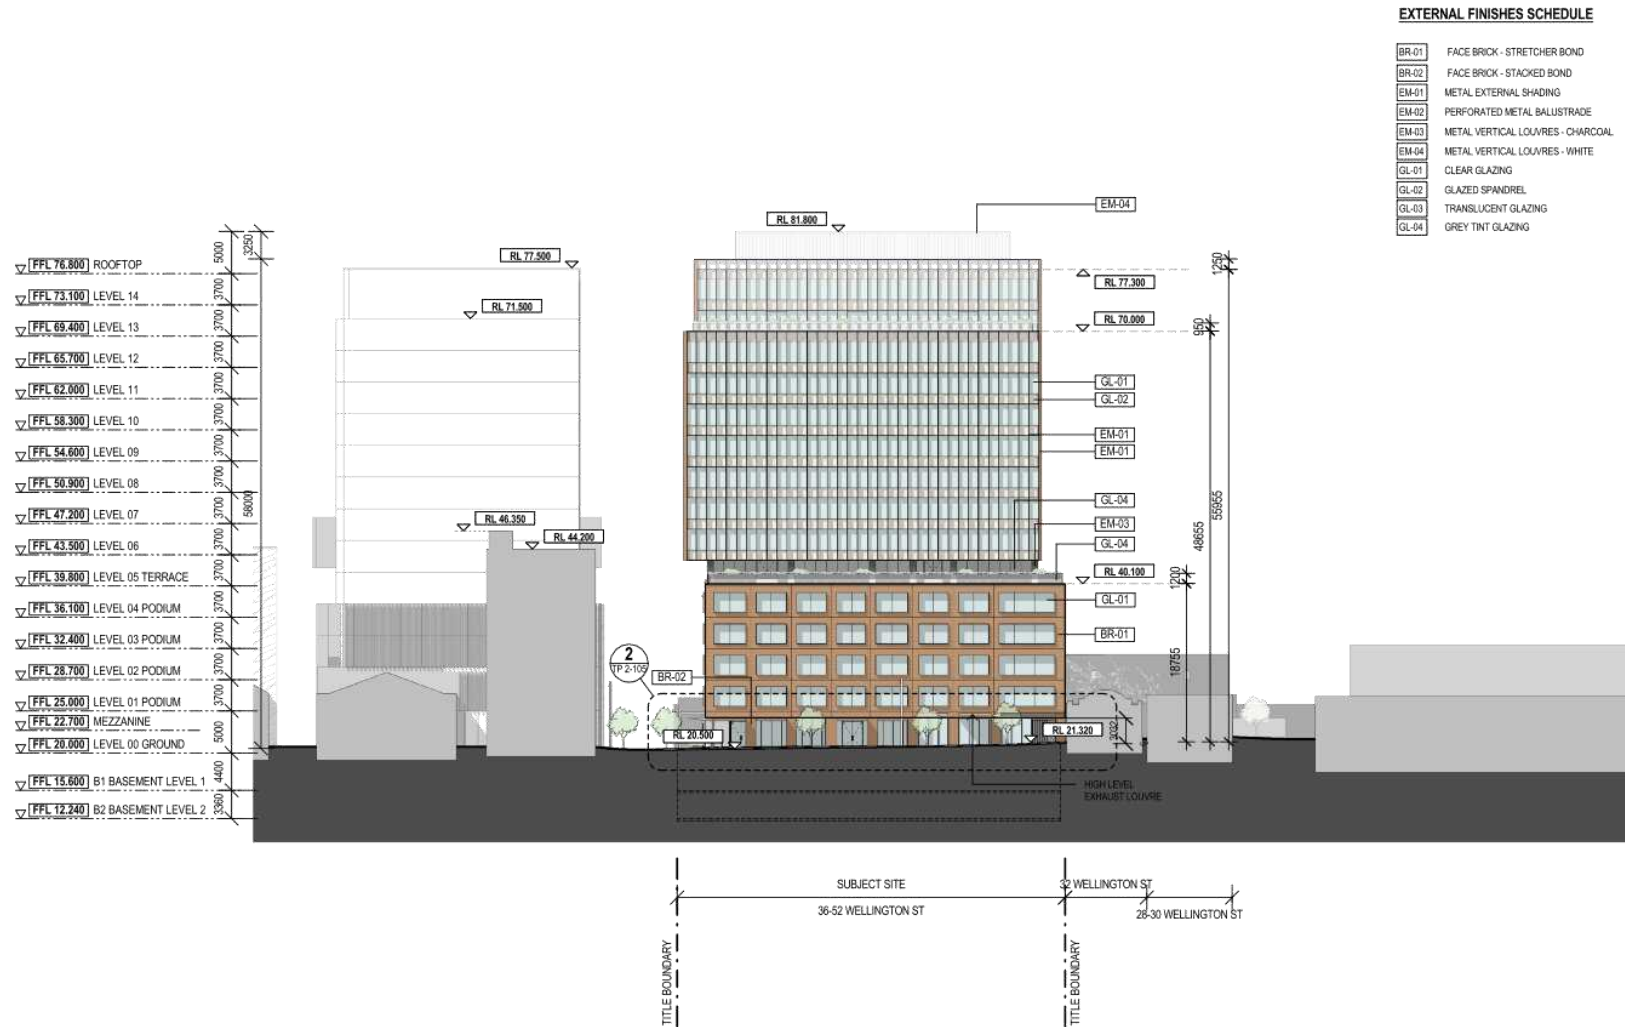 EXTERNAL FINISHES SCHEDULE
BR-01 FACE BRICK - STRETCHER BOND
BR-02 FACE BRICK - STACKED BOND
EM-01 METAL EXTERNAL SHADING
EM-02 PERFORATED METAL BALUSTRADE
EM-03 METAL VERTICAL LOUVRES - CHARCOAL
EM-04 METAL VERTICAL LOUVRES - WHITE
GL-01 CLEAR GLAZING
GL-02 GLAZED SPANDREL
GL-03 TRANSLUCENT GLAZING
GL-04 GREY TINT GLAZING
FFL 76.800 ROOFTOP
FFL 73.100 LEVEL 14
FFL 69.400 LEVEL 13
FFL 65.700 LEVEL 12
FFL 62.000 LEVEL 11
FFL 58.300 LEVEL 10
FFL 54.600 LEVEL 09
FFL 50.900 LEVEL 08
FFL 47.200 LEVEL 07
FFL 43.500 LEVEL 06
FFL 39.800 LEVEL 05 TERRACE
FFL 36.100 LEVEL 04 PODIUM
FFL 32.400 LEVEL 03 PODIUM
FFL 28.700 LEVEL 02 PODIUM
FFL 25.000 LEVEL 01 PODIUM
FFL 22.700 MEZZANINE
FFL 20.000 LEVEL 00 GROUND
FFL 15.600 B1 BASEMENT LEVEL 1
FFL 12.240 B2 BASEMENT LEVEL 2
5000
3700
3700
3700
3700
3700
3700
3700
3700
3700
3700
3700
3700
3700
3700
5000
4400
3360
3250
58000
RL 77.500
RL 71.500
RL 46.350
RL 44.200
RL 81.800
EM-04
RL 77.300
RL 70.000
GL-01
GL-02
EM-01
EM-01
GL-04
EM-03
GL-04
RL 40.100
GL-01
BR-01
2
TP 2-105
BR-02
RL 20.500
RL 21.320
3032
1250
950
55955
48655
1200
18755
HIGH LEVEL
EXHAUST LOUVRE
SUBJECT SITE
36-52 WELLINGTON ST
32 WELLINGTON ST
28-30 WELLINGTON ST
TITLE BOUNDARY
TITLE BOUNDARY